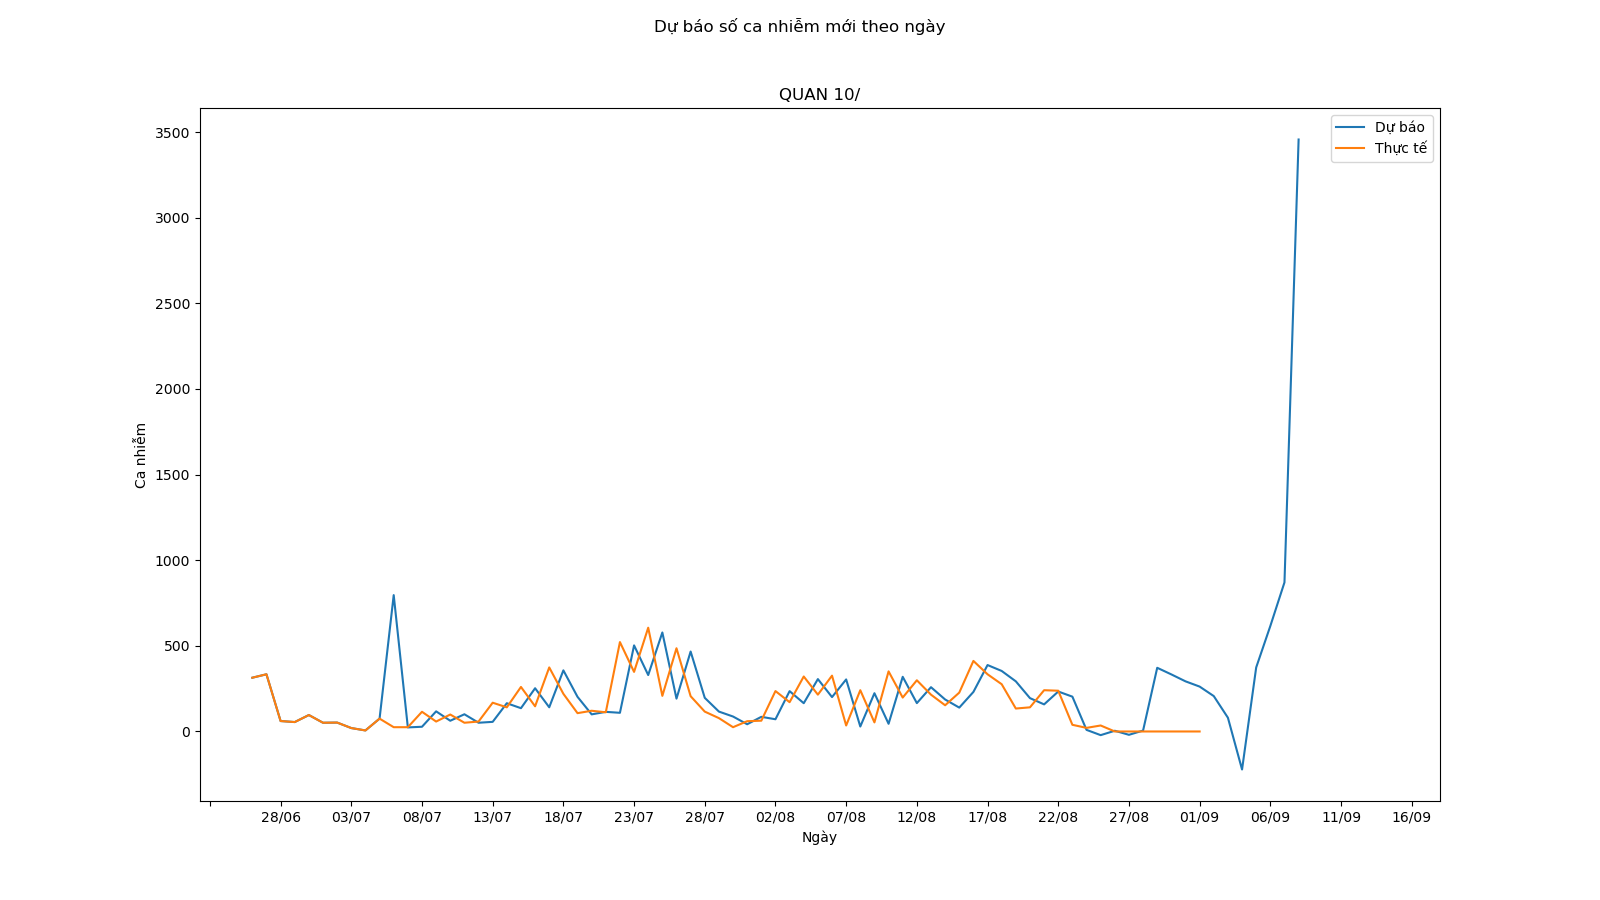 Dự báo số ca nhiễm mới theo ngày
QUAN 10/
Dự báo
Thực tế
Ca nhiễm
3500
3000
2500
2000
1500
1000
500
0
28/06 03/07 08/07 13/07 18/07 23/07 28/07 02/08 07/08 12/08 17/08 22/08 27/08 01/09 06/09 11/09 16/09
Ngày